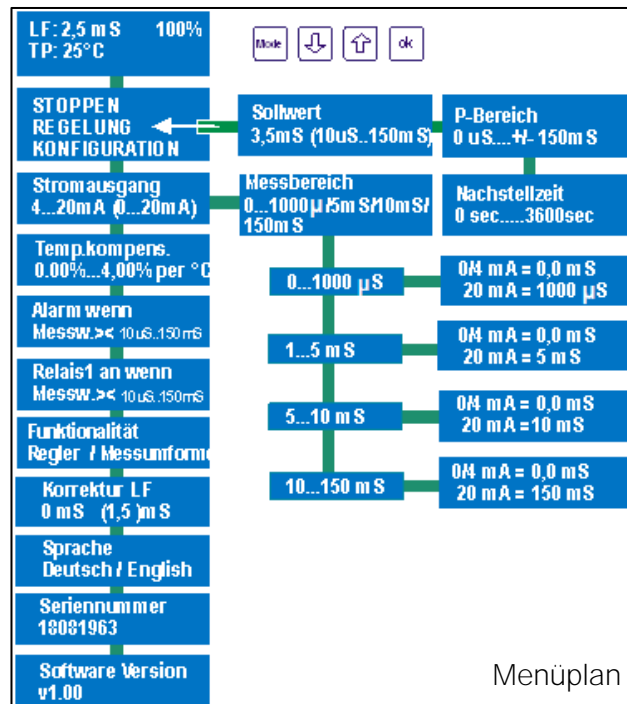 LF: 2,5 mS 100%
TP: 25°C
Mode ok
STOPPEN
REGELUNG
KONFIGURATION
Sollwert
3,5mS (10uS..150mS)
P-Bereich
0 uS....+/- 150mS
Stromausgang
4...20mA (0...20mA)
Messbereich
0...1000µ/5mS/10mS/
150mS
Nachstellzeit
0 sec.....3600sec
Temp.kompens.
0.00%...4,00% per °C
0...1000 µS
0/4 mA = 0,0 mS
20 mA = 1000 µS
Alarm wenn
Messw.>< 10uS..150mS
1...5 mS
0/4 mA = 0,0 mS
20 mA = 5 mS
Relais1 an wenn
Messw.>< 10uS..150mS
5...10 mS
0/4 mA = 0,0 mS
20 mA = 10 mS
Funktionalität
Regler / Messumforme
10...150 mS
0/4 mA = 0,0 mS
20 mA = 150 mS
Korrektur LF
0 mS (1,5 )mS
Sprache
Deutsch / English
Seriennummer
18081963
Software Version
v1.00
Menüplan